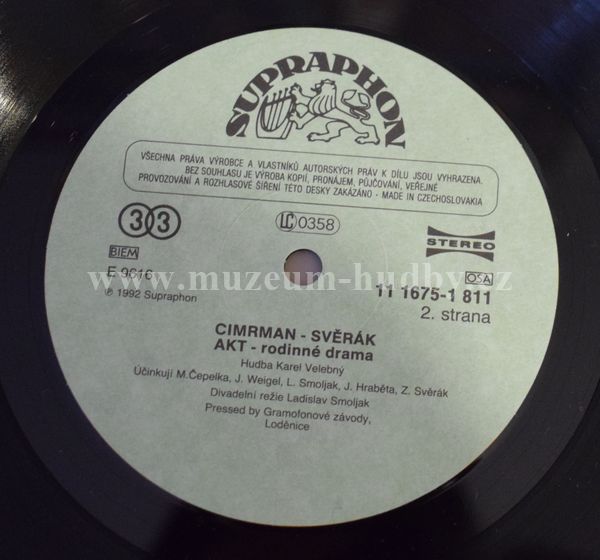 SUPRAPHON
VŠECHNA PRÁVA VÝROBCE A VLASTNÍKŮ AUTORSKÝCH PRÁV K DÍLU JSOU VYHRAZENA.
BEZ SOUHLASU JE VÝROBA KOPIÍ, PRONÁJEM, PŮJČOVÁNÍ, VEŘEJNÉ
PROVOZOVÁNÍ A ROZHLASOVÉ ŠÍŘENÍ TÉTO DESKY ZAKÁZÁNO - MADE IN CZECHOSLOVAKIA
33
LC 0358
STEREO
BIEM
OSA
E 9616
11 1675-1 811
www.muzeum-hudby.cz
℗ 1992 Supraphon
2. strana
CIMRMAN - SVĚRÁK
AKT - rodinné drama
Hudba Karel Velebný
Účinkují M.Čepelka, J. Weigel, L. Smoljak, J. Hraběta, Z. Svěrák
Divadelní režie Ladislav Smoljak
Pressed by Gramofonové závody,
Loděnice